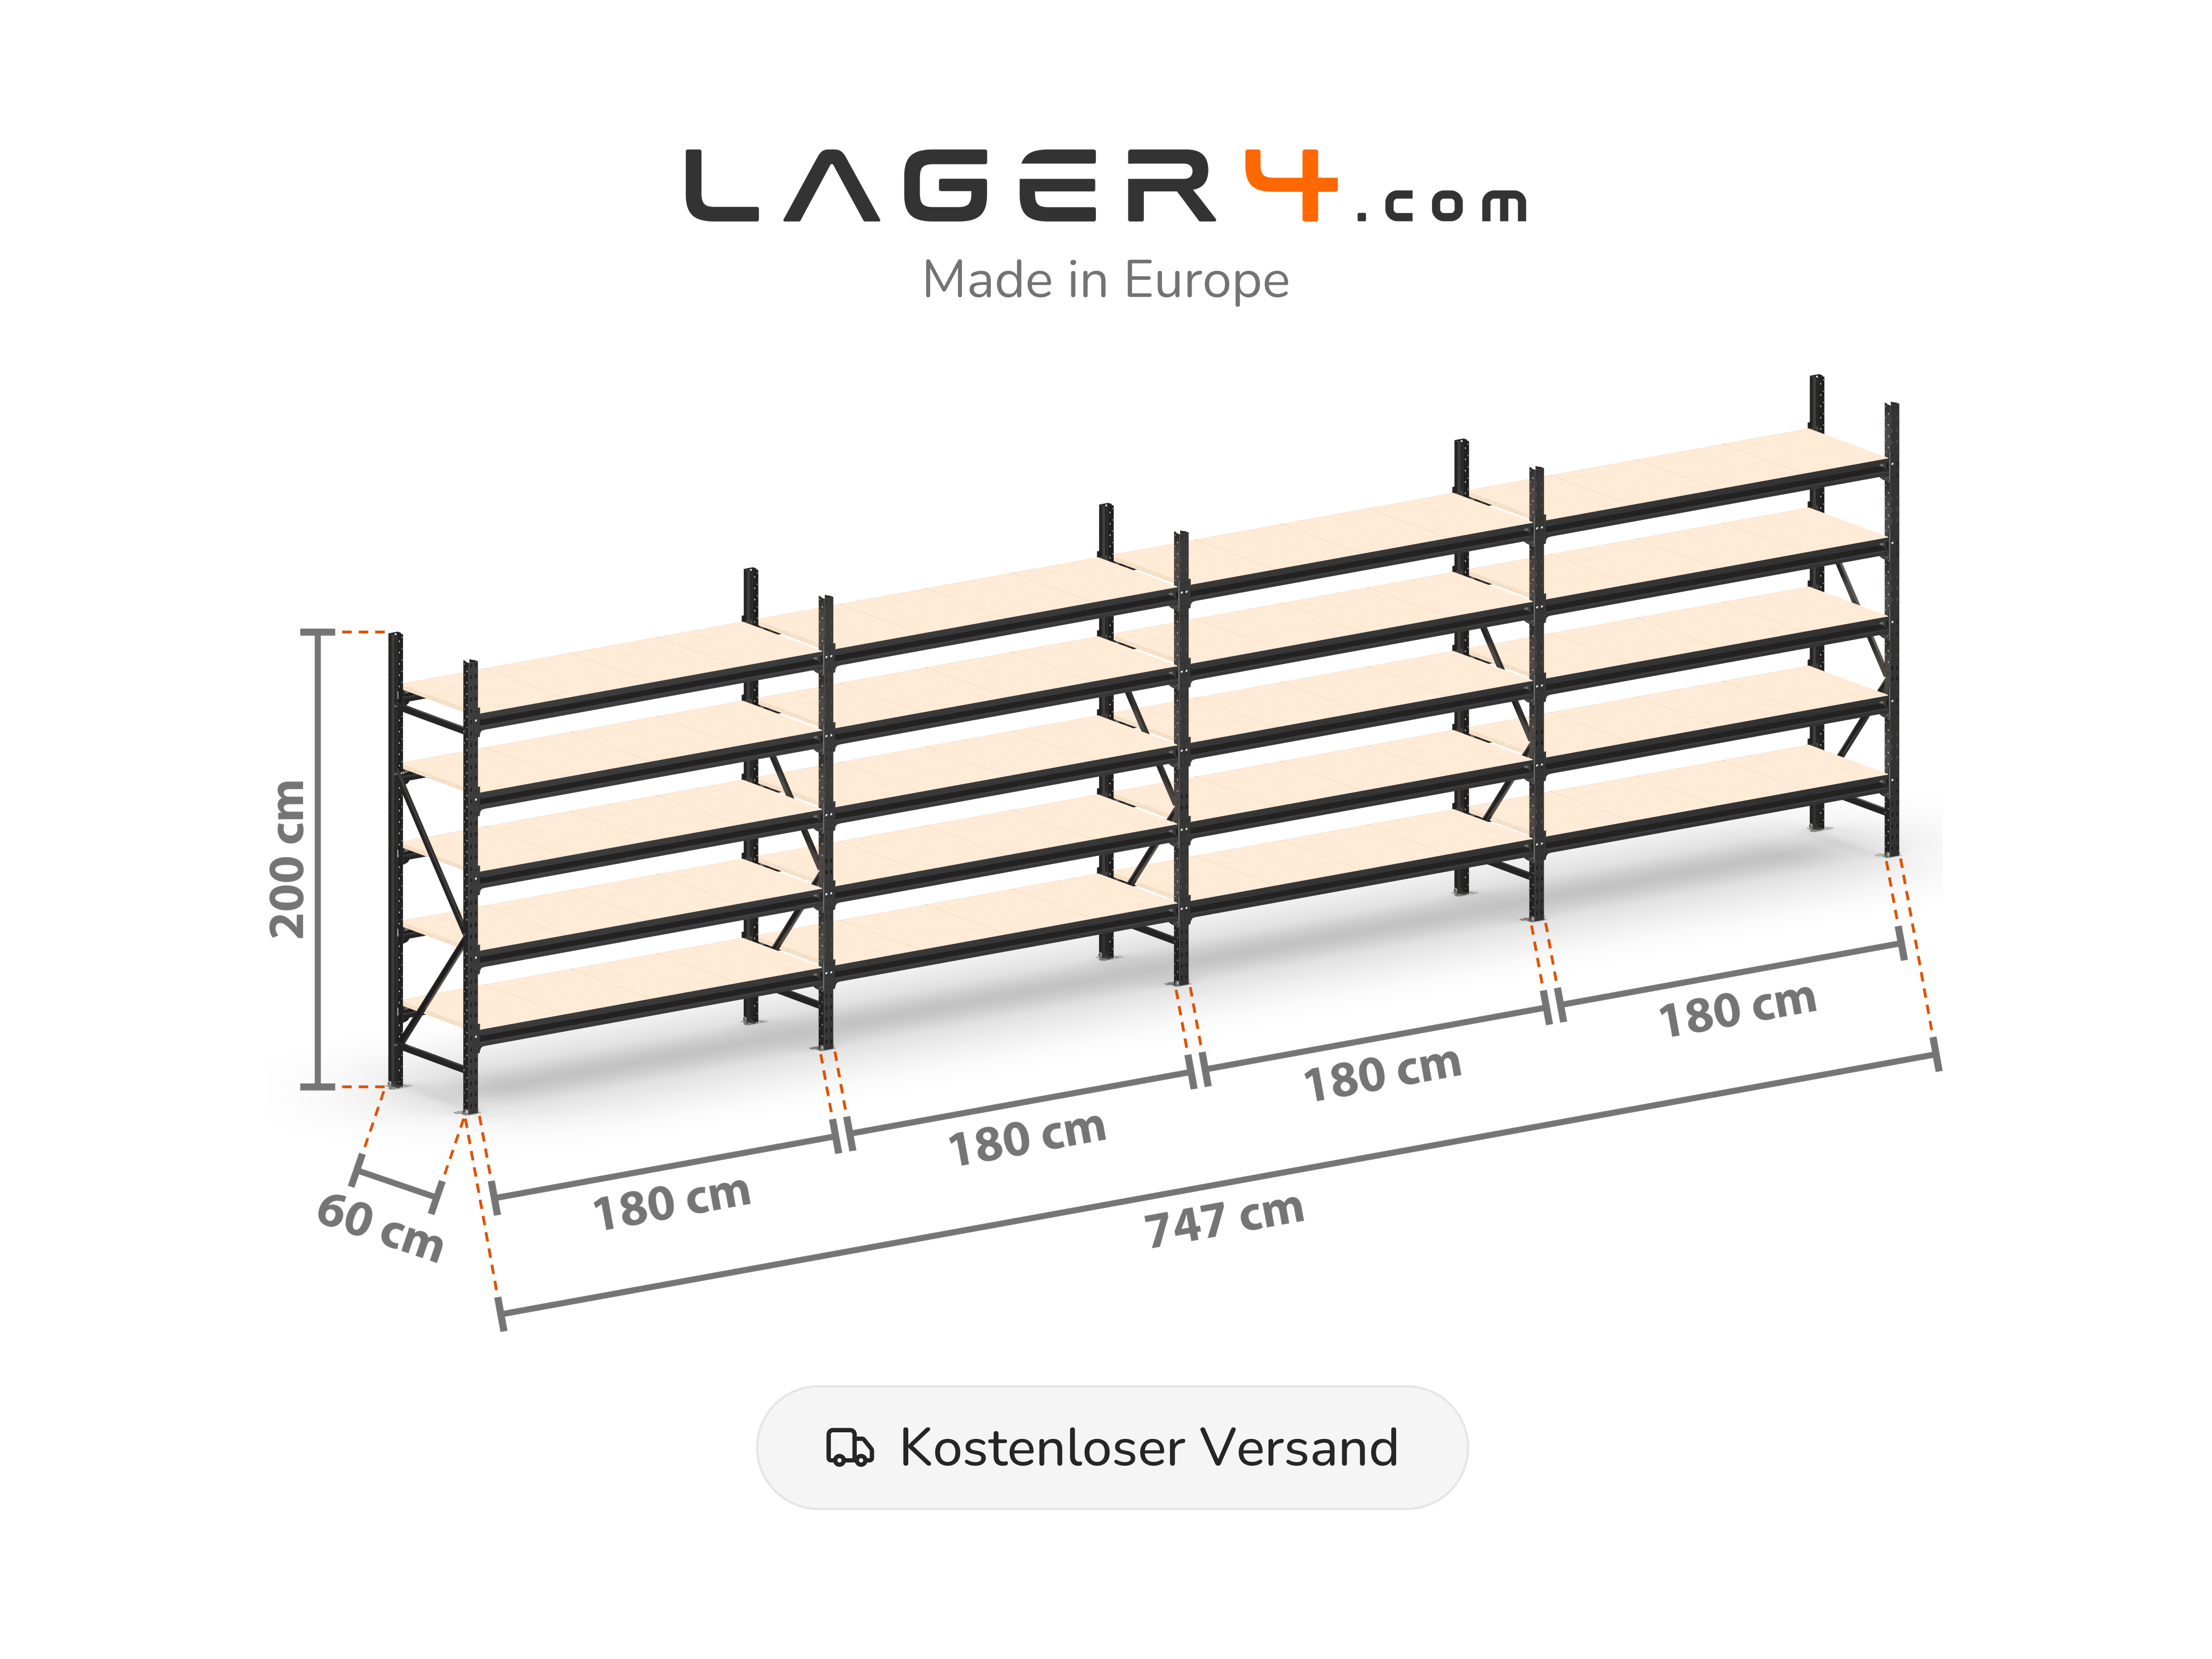 LAGER4.com
Made in Europe
200 cm
60 cm
180 cm
180 cm
180 cm
180 cm
747 cm
Kostenloser Versand